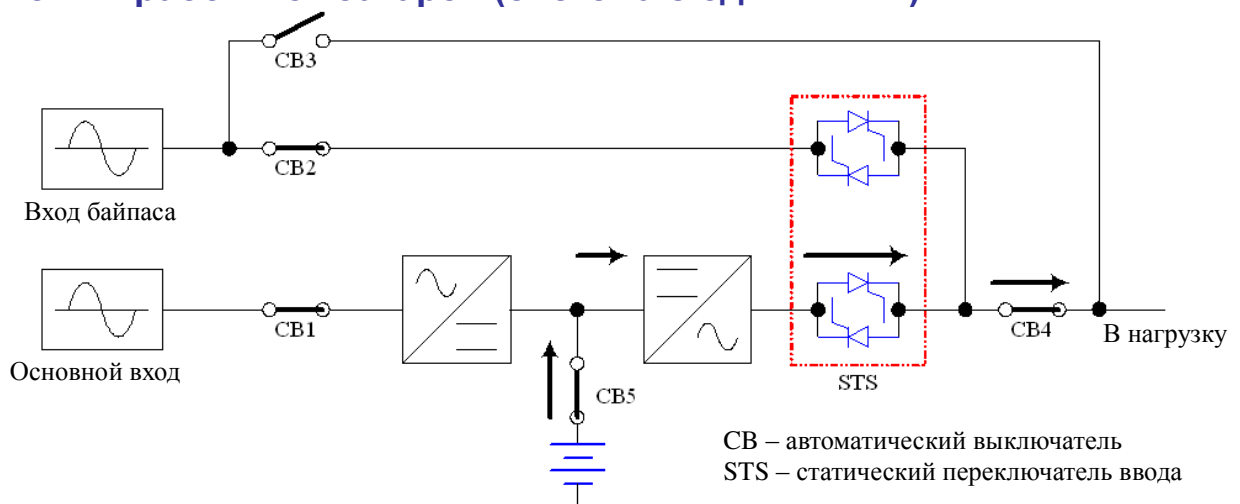 CB3
CB2
Вход байпаса
CB1
CB4
В нагрузку
Основной вход
STS
CB5
CB – автоматический выключатель
STS – статический переключатель ввода